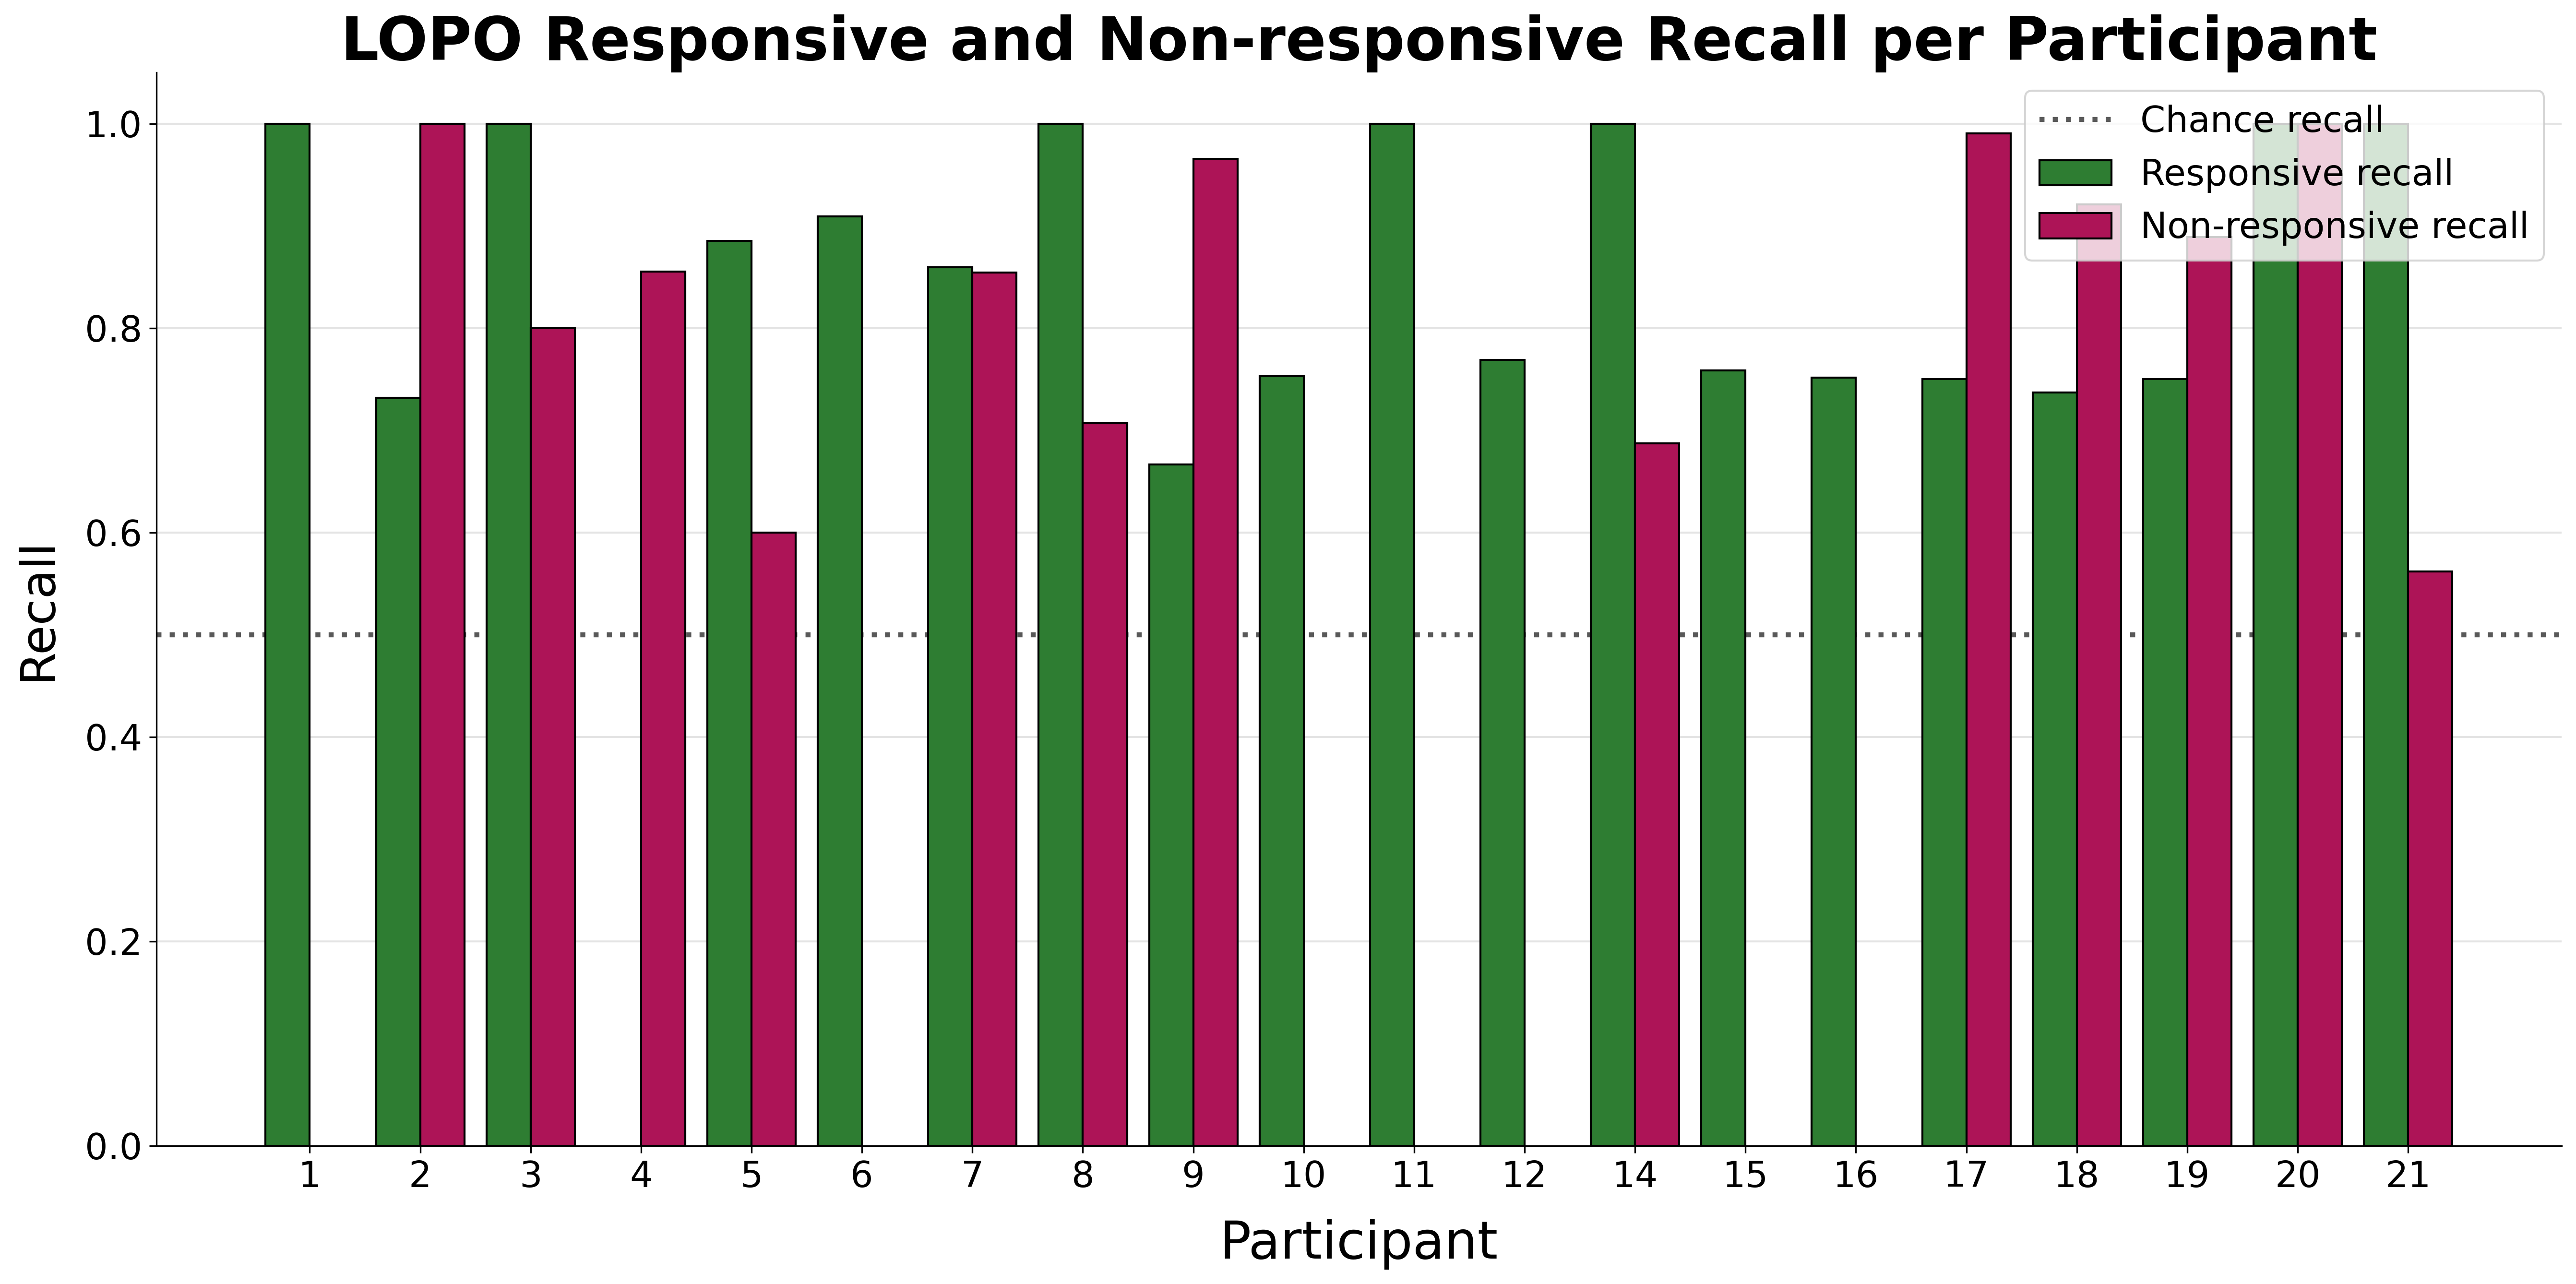 LOPO Responsive and Non-responsive Recall per Participant
Chance recall
Responsive recall
Non-responsive recall
Recall
1.0
0.8
0.6
0.4
0.2
0.0
1 2 3 4 5 6 7 8 9 10 11 12 14 15 16 17 18 19 20 21
Participant